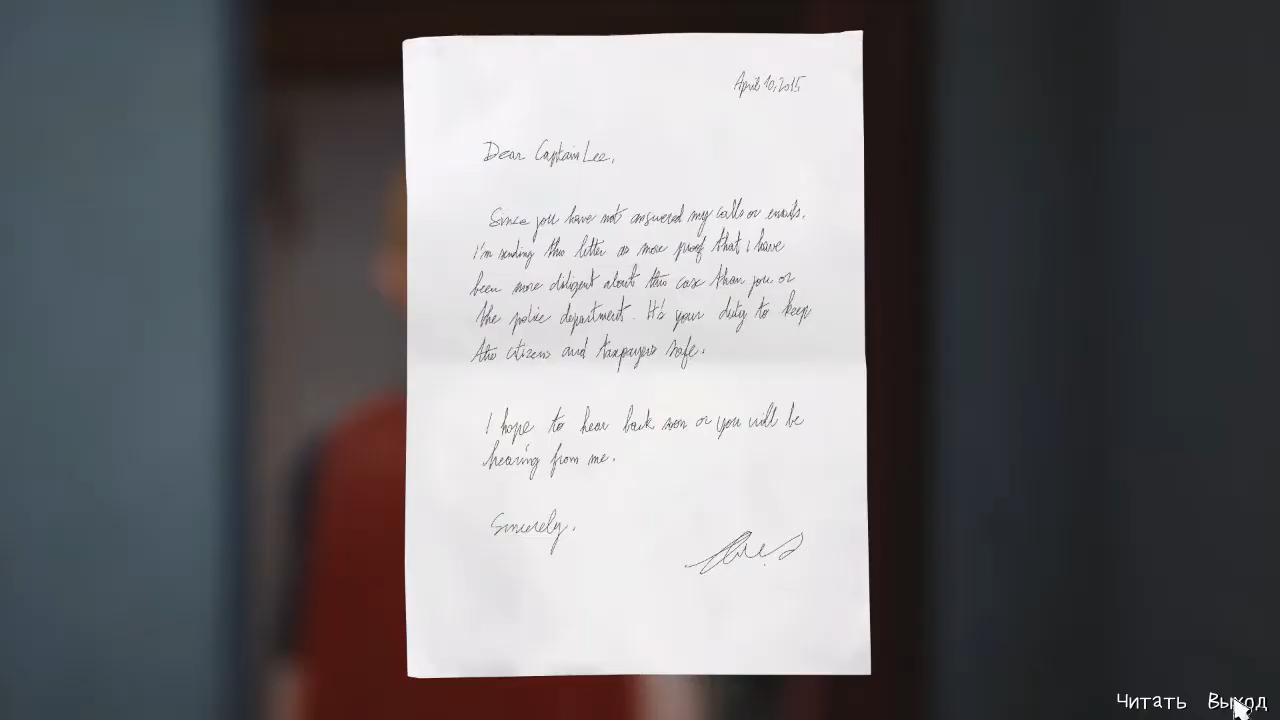 April 10, 2015
Dear Captain Lee,
Since you have not answered my calls or emails.
I'm sending this letter as more proof that I have
been more diligent about this case than you or
the police department. It's your duty to keep
the citizens and taxpayers safe.
I hope to hear back soon or you will be
hearing from me.
Sincerely,
Читать Выход